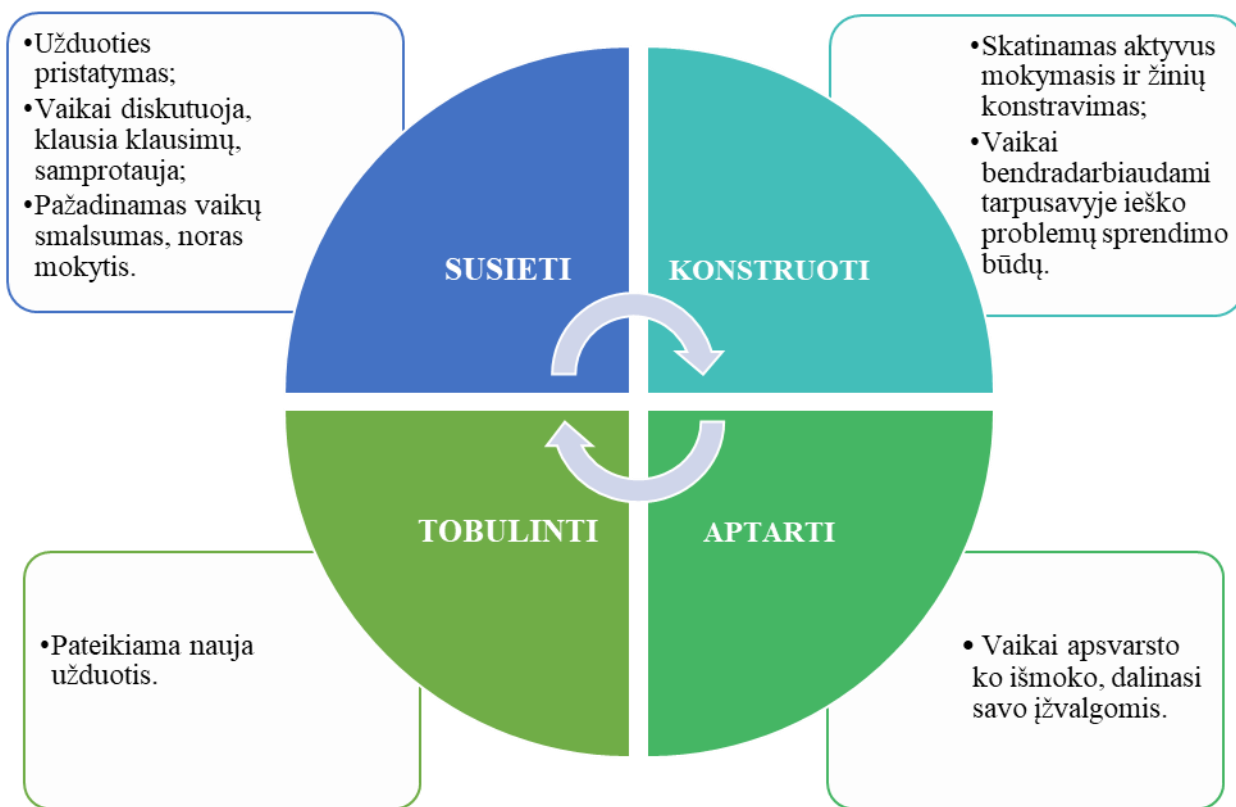 •Užduoties
pristatymas;
•Vaikai diskutuoja,
klausia klausimų,
samprotauja;
•Pažadinamas vaikų
smalsumas, noras
mokytis.
•Skatinamas aktyvus
mokymasis ir žinių
konstravimas;
•Vaikai
bendradarbiaudami
tarpusavyje ieško
problemų sprendimo
būdų.
SUSIETI
KONSTRUOTI
TOBULINTI
APTARTI
•Pateikiama nauja
užduotis.
• Vaikai apsvarsto
ko išmoko, dalinasi
savo įžvalgomis.